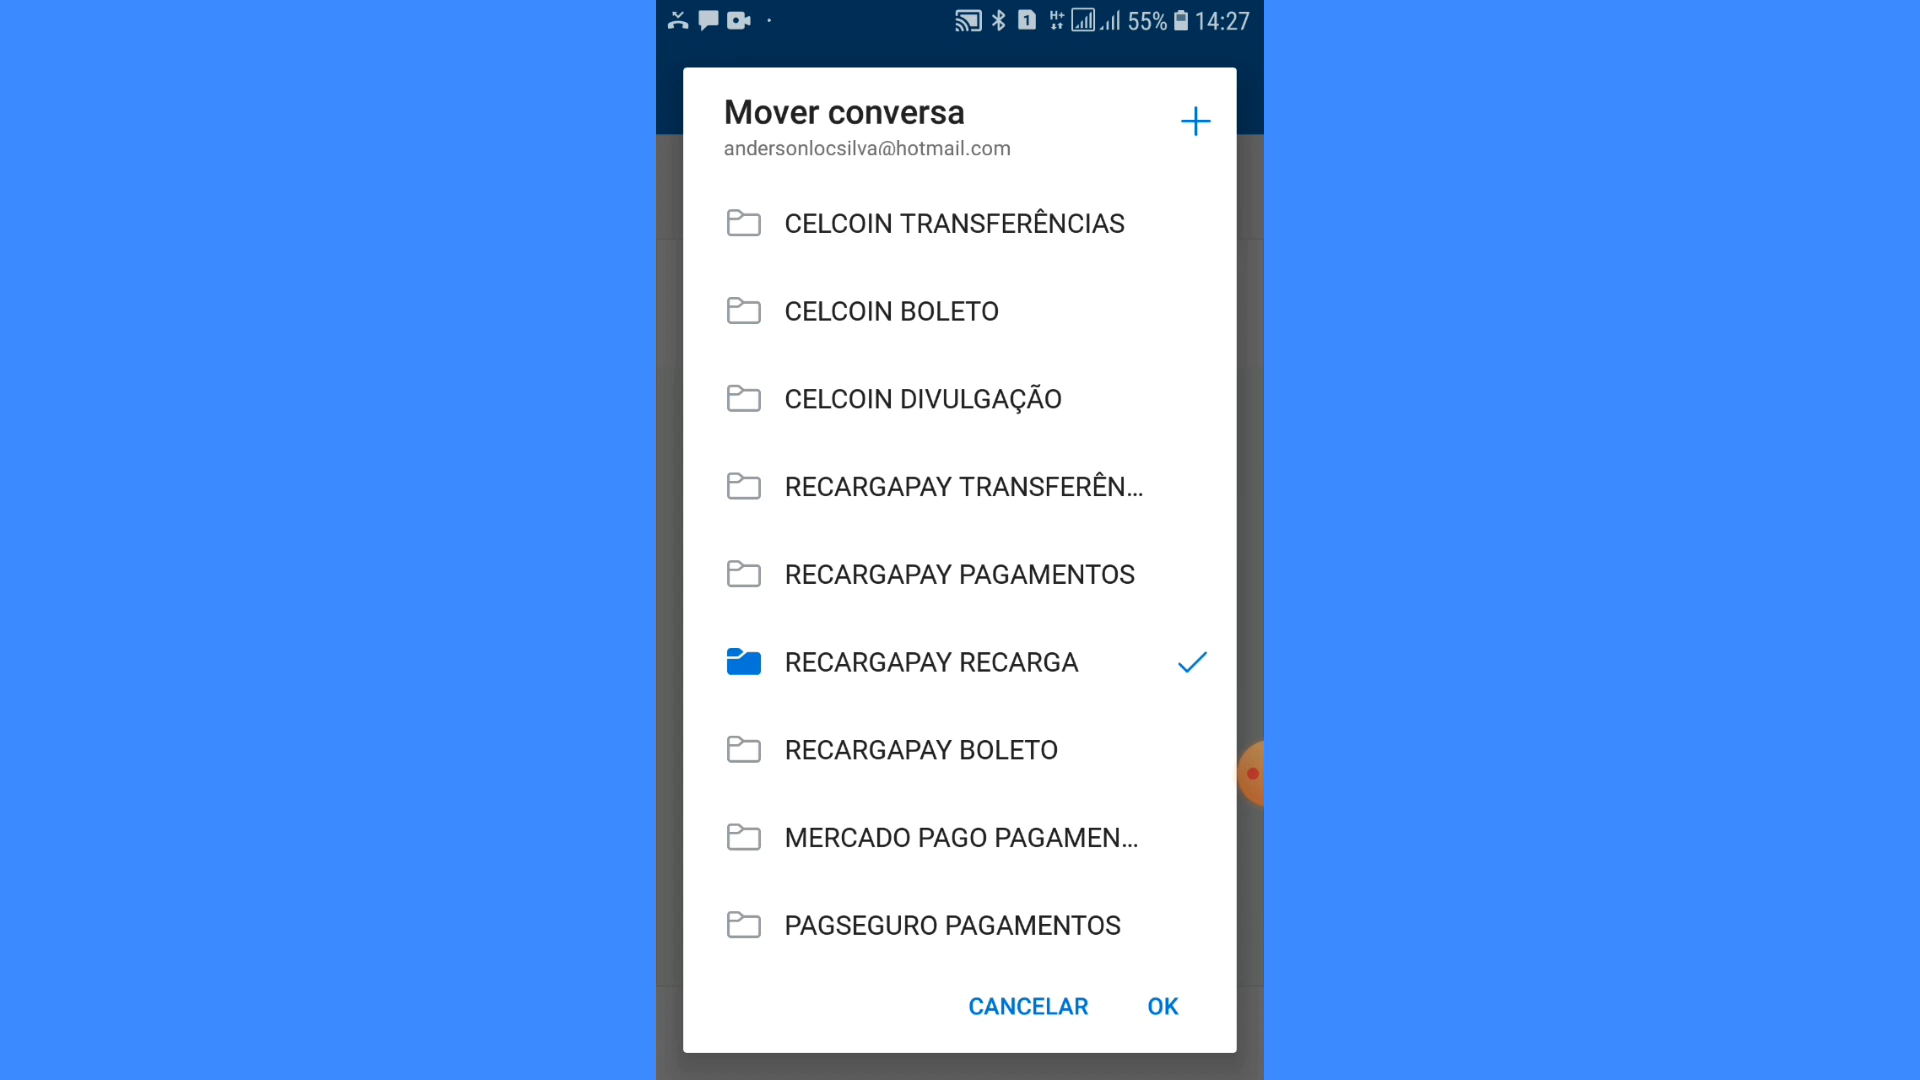 H+ 55% 14:27
Mover conversa
andersonlocsilva@hotmail.com
CELCOIN TRANSFERÊNCIAS
CELCOIN BOLETO
CELCOIN DIVULGAÇÃO
RECARGAPAY TRANSFERÊN...
RECARGAPAY PAGAMENTOS
RECARGAPAY RECARGA
RECARGAPAY BOLETO
MERCADO PAGO PAGAMEN...
PAGSEGURO PAGAMENTOS
CANCELAR OK